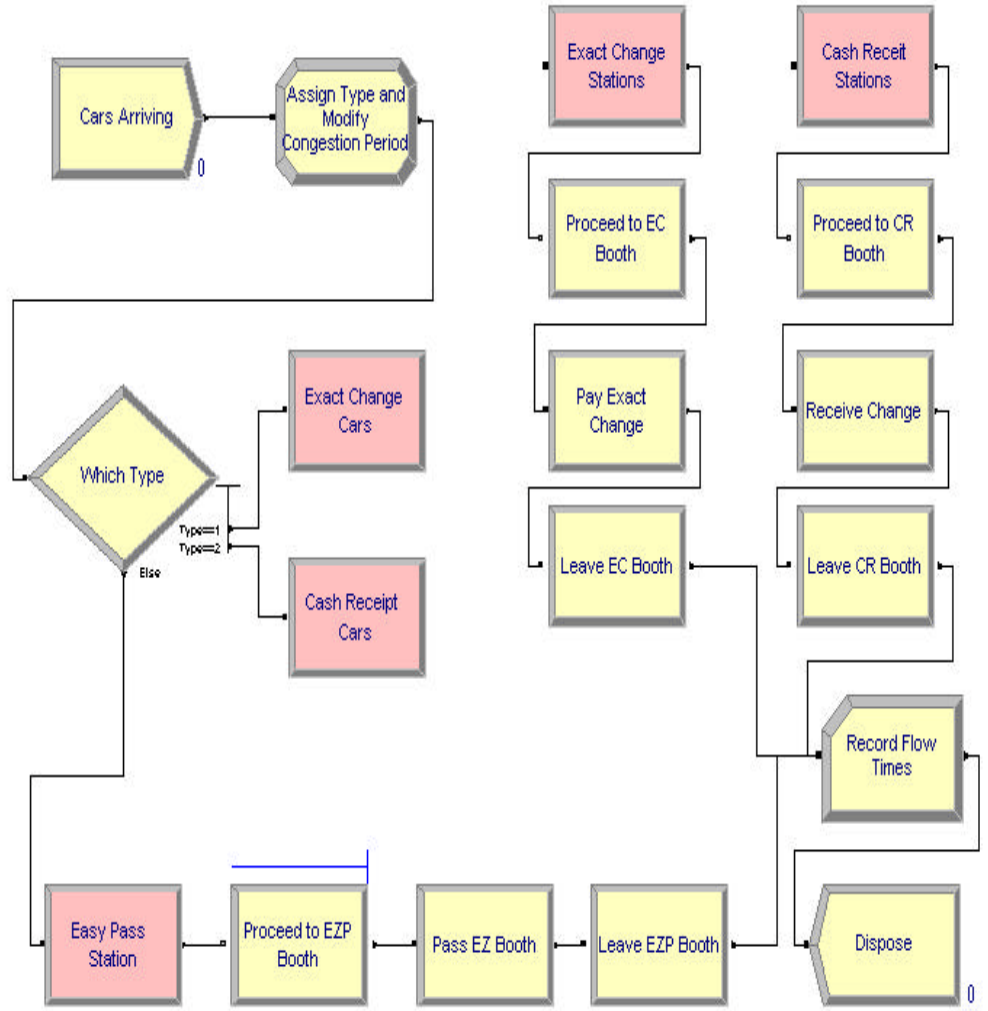 Cars Arriving
0
Assign Type and
Modify
Congestion Period
Exact Change
Stations
Cash Receit
Stations
Proceed to EC
Booth
Proceed to CR
Booth
Which Type
Type==1
Type==2
Else
Exact Change
Cars
Cash Receipt
Cars
Pay Exact
Change
Receive Change
Leave EC Booth
Leave CR Booth
Record Flow
Times
Easy Pass
Station
Proceed to EZP
Booth
Pass EZ Booth
Leave EZP Booth
Dispose
0